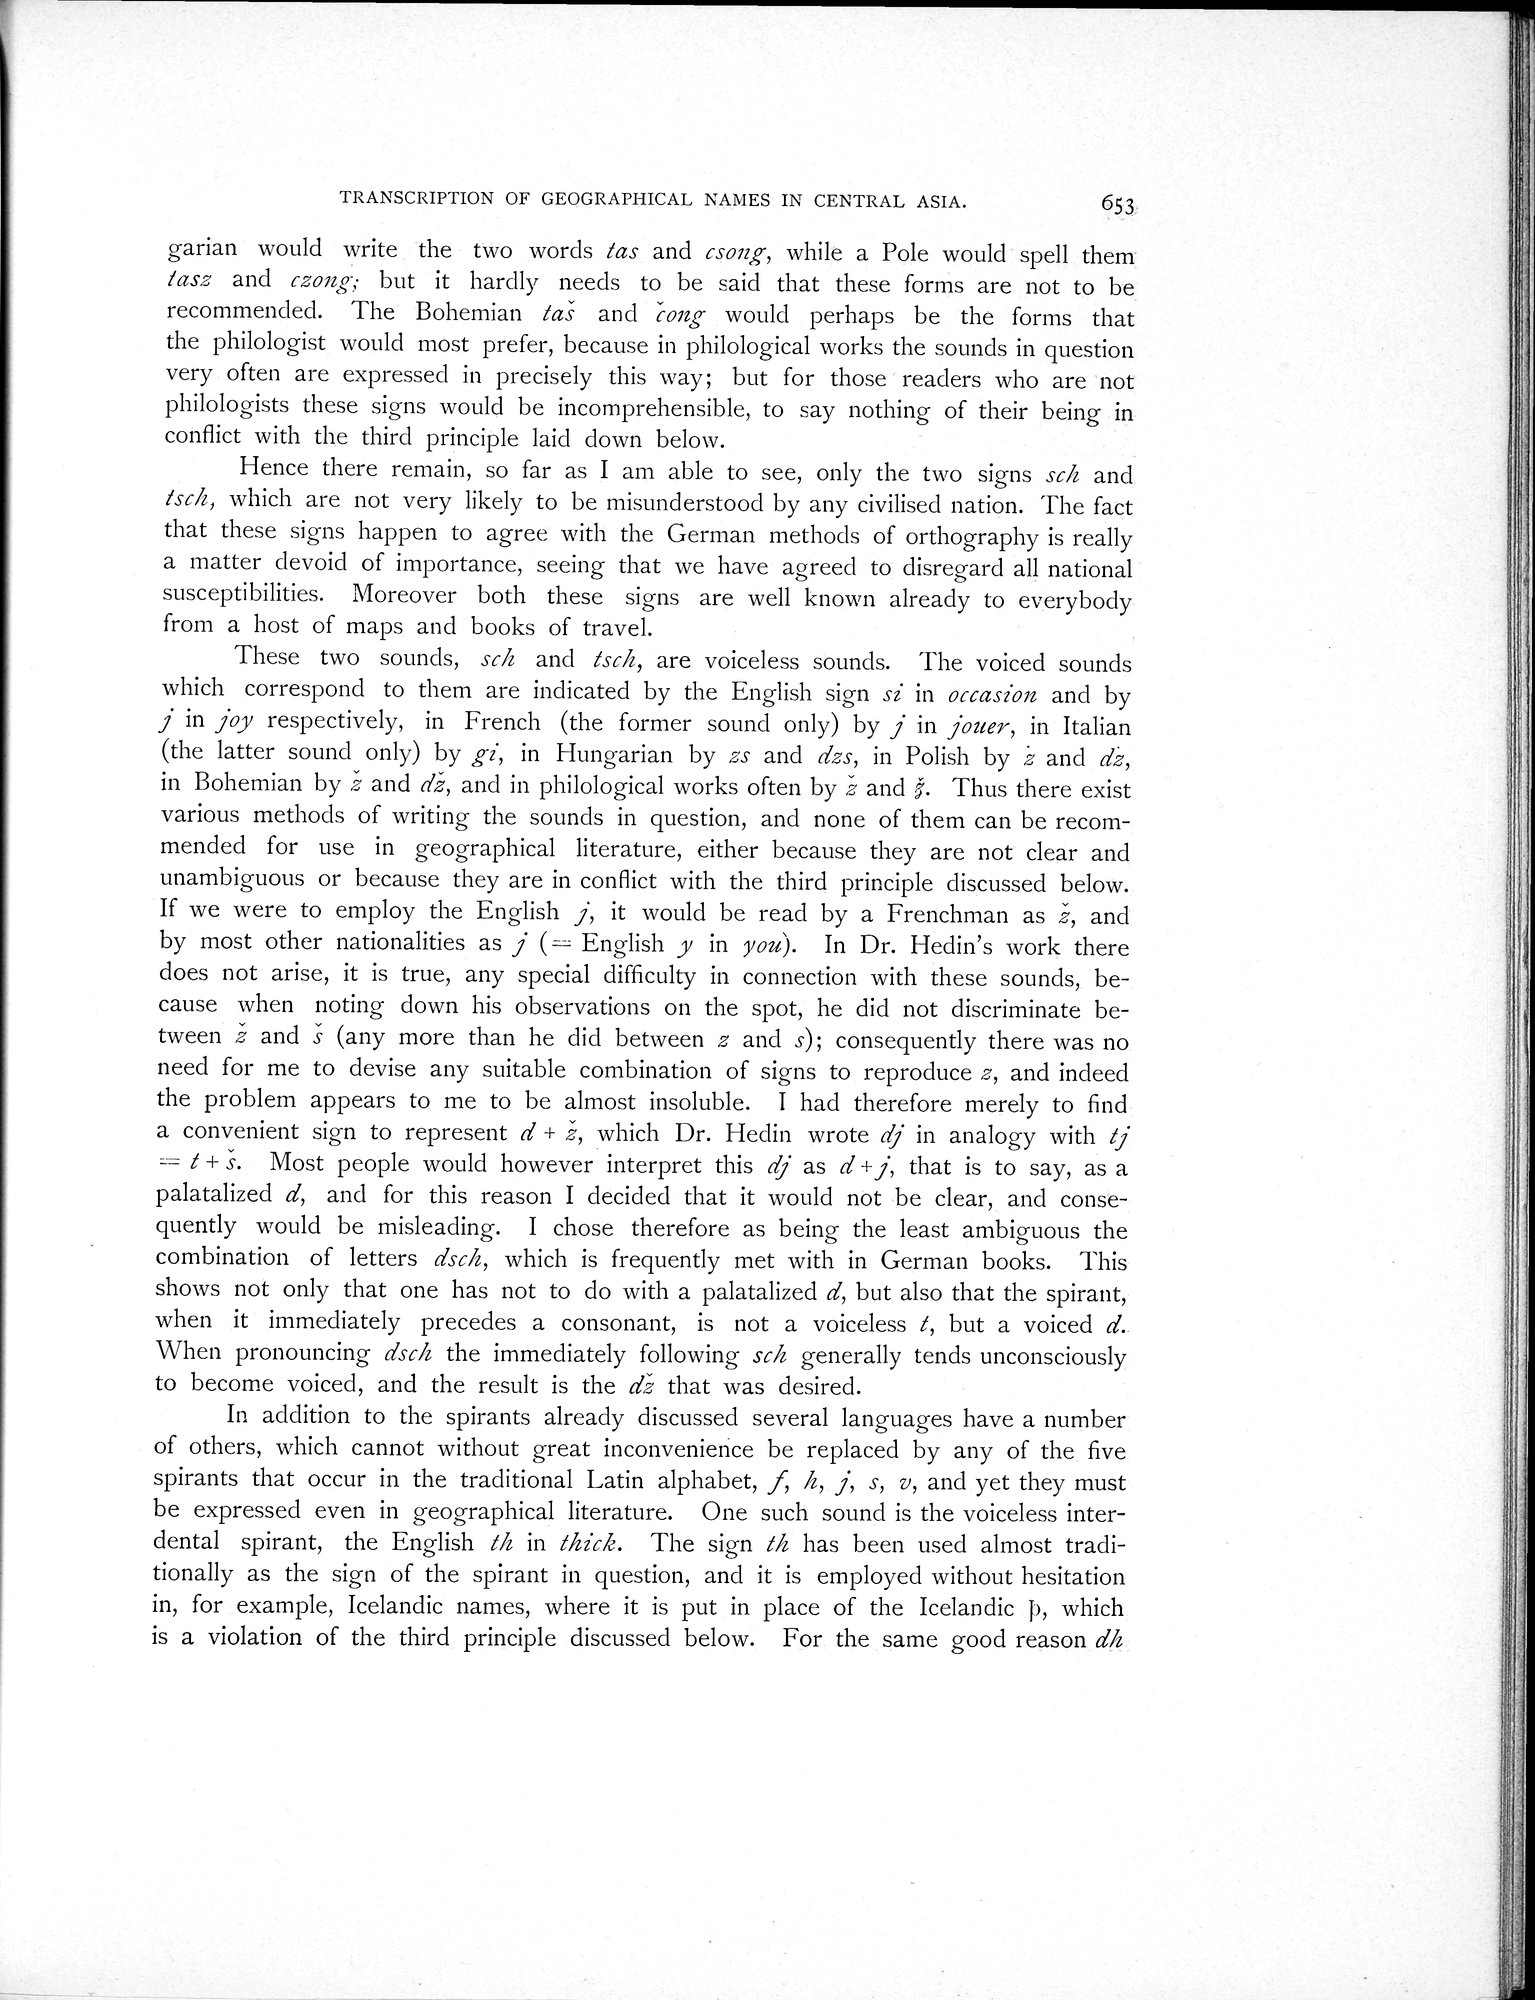 TRANSCRIPTION OF GEOGRAPHICAL NAMES IN CENTRAL ASIA. 653
garian would write the two words tas and csong, while a Pole would spell them
tasz and czong; but it hardly needs to be said that these forms are not to be
recommended. The Bohemian taš and čong would perhaps be the forms that
the philologist would most prefer, because in philological works the sounds in question
very often are expressed in precisely this way; but for those readers who are not
philologists these signs would be incomprehensible, to say nothing of their being in
conflict with the third principle laid down below.
Hence there remain, so far as I am able to see, only the two signs sch and
tsch, which are not very likely to be misunderstood by any civilised nation. The fact
that these signs happen to agree with the German methods of orthography is really
a matter devoid of importance, seeing that we have agreed to disregard all national
susceptibilities. Moreover both these signs are well known already to everybody
from a host of maps and books of travel.
These two sounds, sch and tsch, are voiceless sounds. The voiced sounds
which correspond to them are indicated by the English sign si in occasion and by
j in joy respectively, in French (the former sound only) by j in jouer, in Italian
(the latter sound only) by gi, in Hungarian by zs and dzs, in Polish by ż and dż,
in Bohemian by ž and dž, and in philological works often by ž and ǯ. Thus there exist
various methods of writing the sounds in question, and none of them can be recom-
mended for use in geographical literature, either because they are not clear and
unambiguous or because they are in conflict with the third principle discussed below.
If we were to employ the English j, it would be read by a Frenchman as ž, and
by most other nationalities as j (= English y in you). In Dr. Hedin's work there
does not arise, it is true, any special difficulty in connection with these sounds, be-
cause when noting down his observations on the spot, he did not discriminate be-
tween ž and š (any more than he did between z and s); consequently there was no
need for me to devise any suitable combination of signs to reproduce z, and indeed
the problem appears to me to be almost insoluble. I had therefore merely to find
a convenient sign to represent d + ž, which Dr. Hedin wrote dj in analogy with tj
= t + š. Most people would however interpret this dj as d + j, that is to say, as a
palatalized d, and for this reason I decided that it would not be clear, and conse-
quently would be misleading. I chose therefore as being the least ambiguous the
combination of letters dsch, which is frequently met with in German books. This
shows not only that one has not to do with a palatalized d, but also that the spirant,
when it immediately precedes a consonant, is not a voiceless t, but a voiced d.
When pronouncing dsch the immediately following sch generally tends unconsciously
to become voiced, and the result is the dž that was desired.
In addition to the spirants already discussed several languages have a number
of others, which cannot without great inconvenience be replaced by any of the five
spirants that occur in the traditional Latin alphabet, f, h, j, s, v, and yet they must
be expressed even in geographical literature. One such sound is the voiceless inter-
dental spirant, the English th in thick. The sign th has been used almost tradi-
tionally as the sign of the spirant in question, and it is employed without hesitation
in, for example, Icelandic names, where it is put in place of the Icelandic þ, which
is a violation of the third principle discussed below. For the same good reason dh